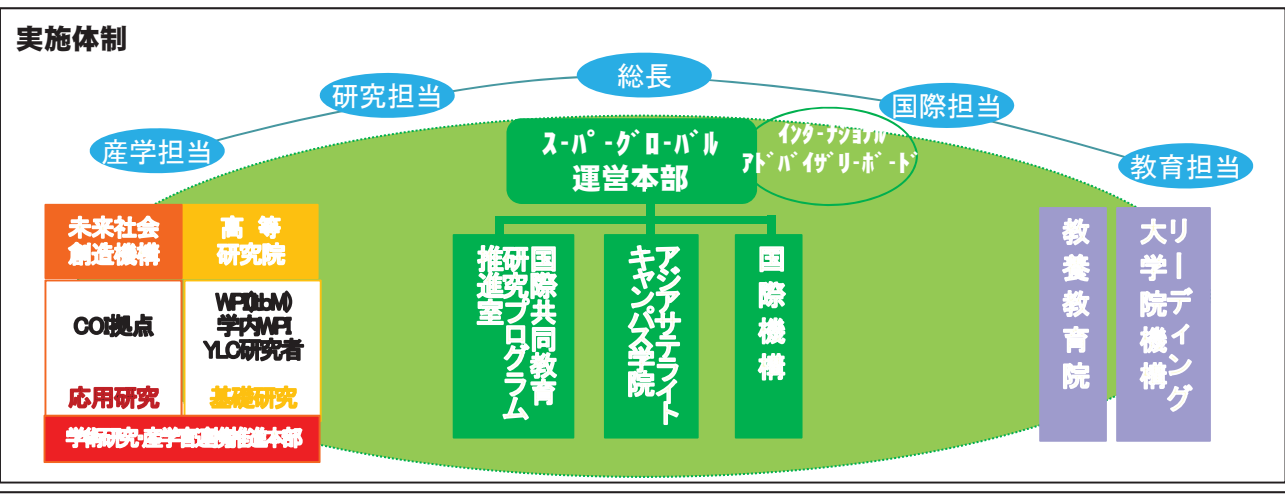 実施体制
総長
研究担当
国際担当
産学担当
教育担当
ｽｰﾊﾟｰｸﾞﾛｰﾊﾞﾙ
運営本部
ｲﾝﾀｰﾅｼｮﾅﾙ
ｱﾄﾞﾊﾞｲｻﾞﾘｰﾎﾞｰﾄﾞ
未来社会
創造機構
高等
研究院
COI拠点
応用研究
WPI(ItbM)
学内WPI
YLC研究者
基礎研究
学術研究・産学官連携推進本部
国際共同教育
研究プログラム
推進室
アジアサテライト
キャンパス学院
国際機構
教養教育院
リーディング
大学院機構